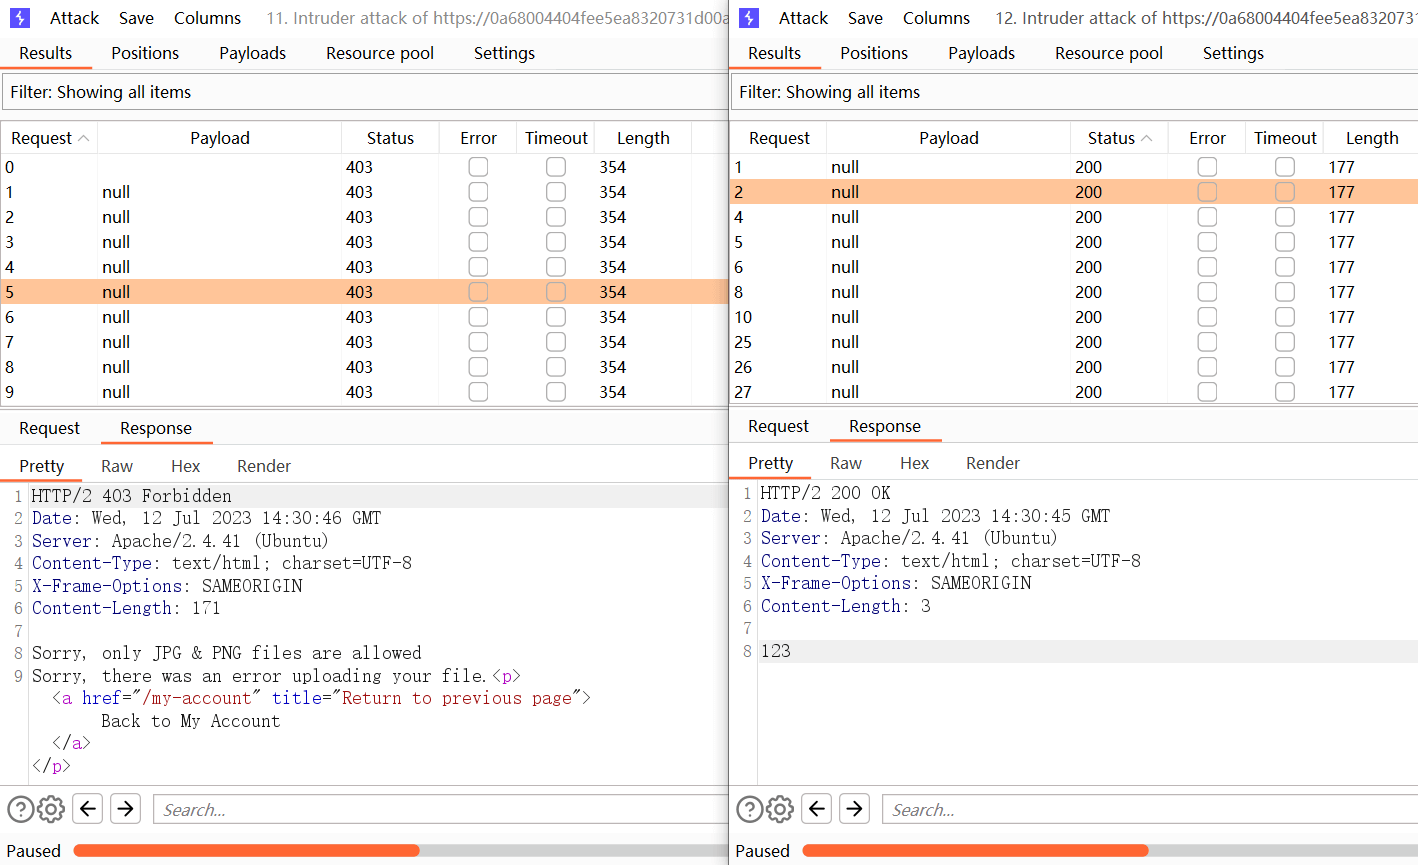 Attack Save Columns 11. Intruder attack of https://0a68004404fee5ea8320731d00a
Results Positions Payloads Resource pool Settings
Filter: Showing all items
Request Payload Status Error Timeout Length
0 403 354
1 null 403 354
2 null 403 354
3 null 403 354
4 null 403 354
5 null 403 354
6 null 403 354
7 null 403 354
8 null 403 354
9 null 403 354
Request Response
Pretty Raw Hex Render
1 HTTP/2 403 Forbidden
2 Date: Wed, 12 Jul 2023 14:30:46 GMT
3 Server: Apache/2.4.41 (Ubuntu)
4 Content-Type: text/html; charset=UTF-8
5 X-Frame-Options: SAMEORIGIN
6 Content-Length: 171
7
8 Sorry, only JPG & PNG files are allowed
9 Sorry, there was an error uploading your file.<p>
<a href="/my-account" title="Return to previous page">
Back to My Account
</a>
</p>
Search...
Paused
Attack Save Columns 12. Intruder attack of https://0a68004404fee5ea8320731
Results Positions Payloads Resource pool Settings
Filter: Showing all items
Request Payload Status Error Timeout Length
1 null 200 177
2 null 200 177
4 null 200 177
5 null 200 177
6 null 200 177
8 null 200 177
10 null 200 177
25 null 200 177
26 null 200 177
27 null 200 177
Request Response
Pretty Raw Hex Render
1 HTTP/2 200 OK
2 Date: Wed, 12 Jul 2023 14:30:45 GMT
3 Server: Apache/2.4.41 (Ubuntu)
4 Content-Type: text/html; charset=UTF-8
5 X-Frame-Options: SAMEORIGIN
6 Content-Length: 3
7
8 123
Search...
Paused